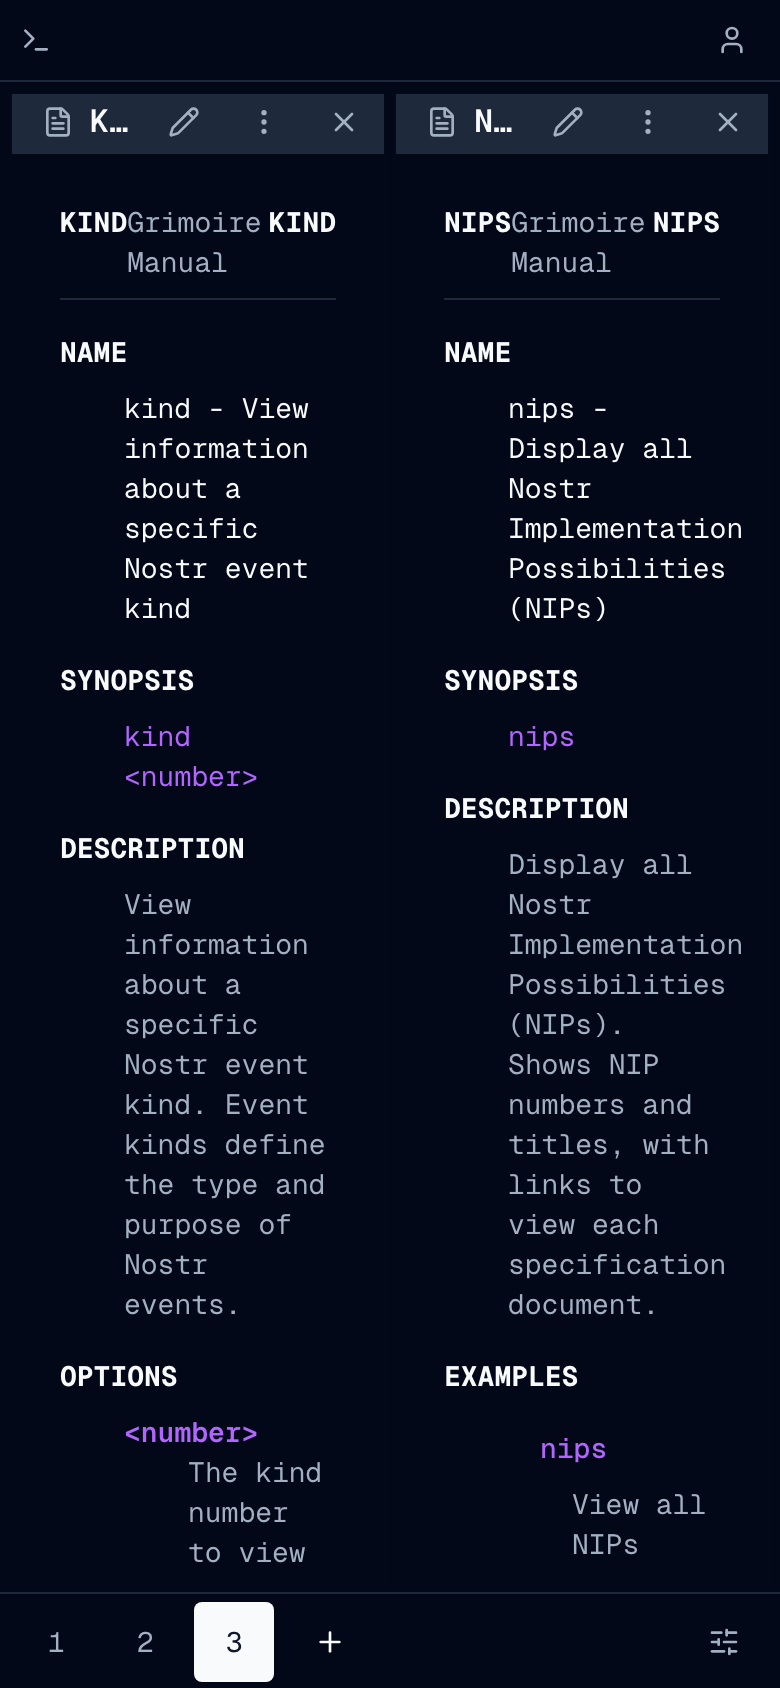 K...
KIND Grimoire KIND
Manual
NAME
kind - View
information
about a
specific
Nostr event
kind
SYNOPSIS
kind
<number>
DESCRIPTION
View
information
about a
specific
Nostr event
kind. Event
kinds define
the type and
purpose of
Nostr
events.
OPTIONS
<number>
The kind
number
to view
N...
NIPS Grimoire NIPS
Manual
NAME
nips -
Display all
Nostr
Implementation
Possibilities
(NIPs)
SYNOPSIS
nips
DESCRIPTION
Display all
Nostr
Implementation
Possibilities
(NIPs).
Shows NIP
numbers and
titles, with
links to
view each
specification
document.
EXAMPLES
nips
View all
NIPs
1 2 3 +